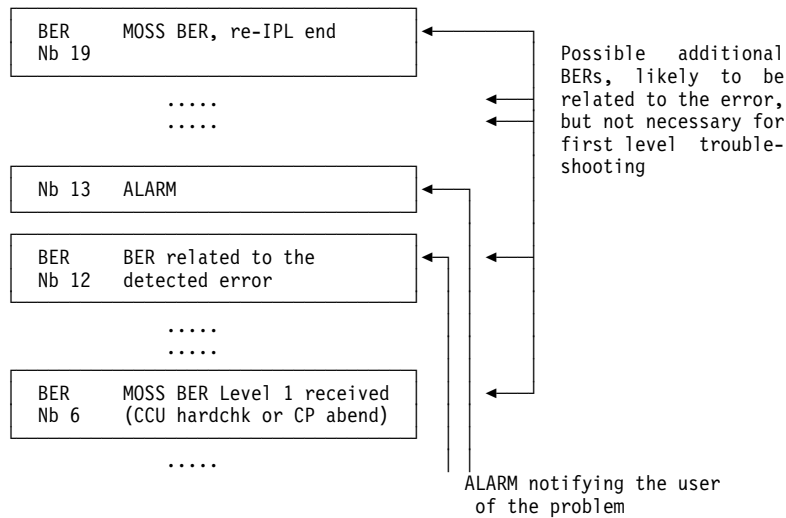 BER MOSS BER, re-IPL end
Nb 19
Possible additional
BERs, likely to be
related to the error,
but not necessary for
first level trouble-
shooting
.....
.....
Nb 13 ALARM
BER BER related to the
Nb 12 detected error
.....
.....
BER MOSS BER Level 1 received
Nb 6 (CCU hardchk or CP abend)
.....
ALARM notifying the user
of the problem